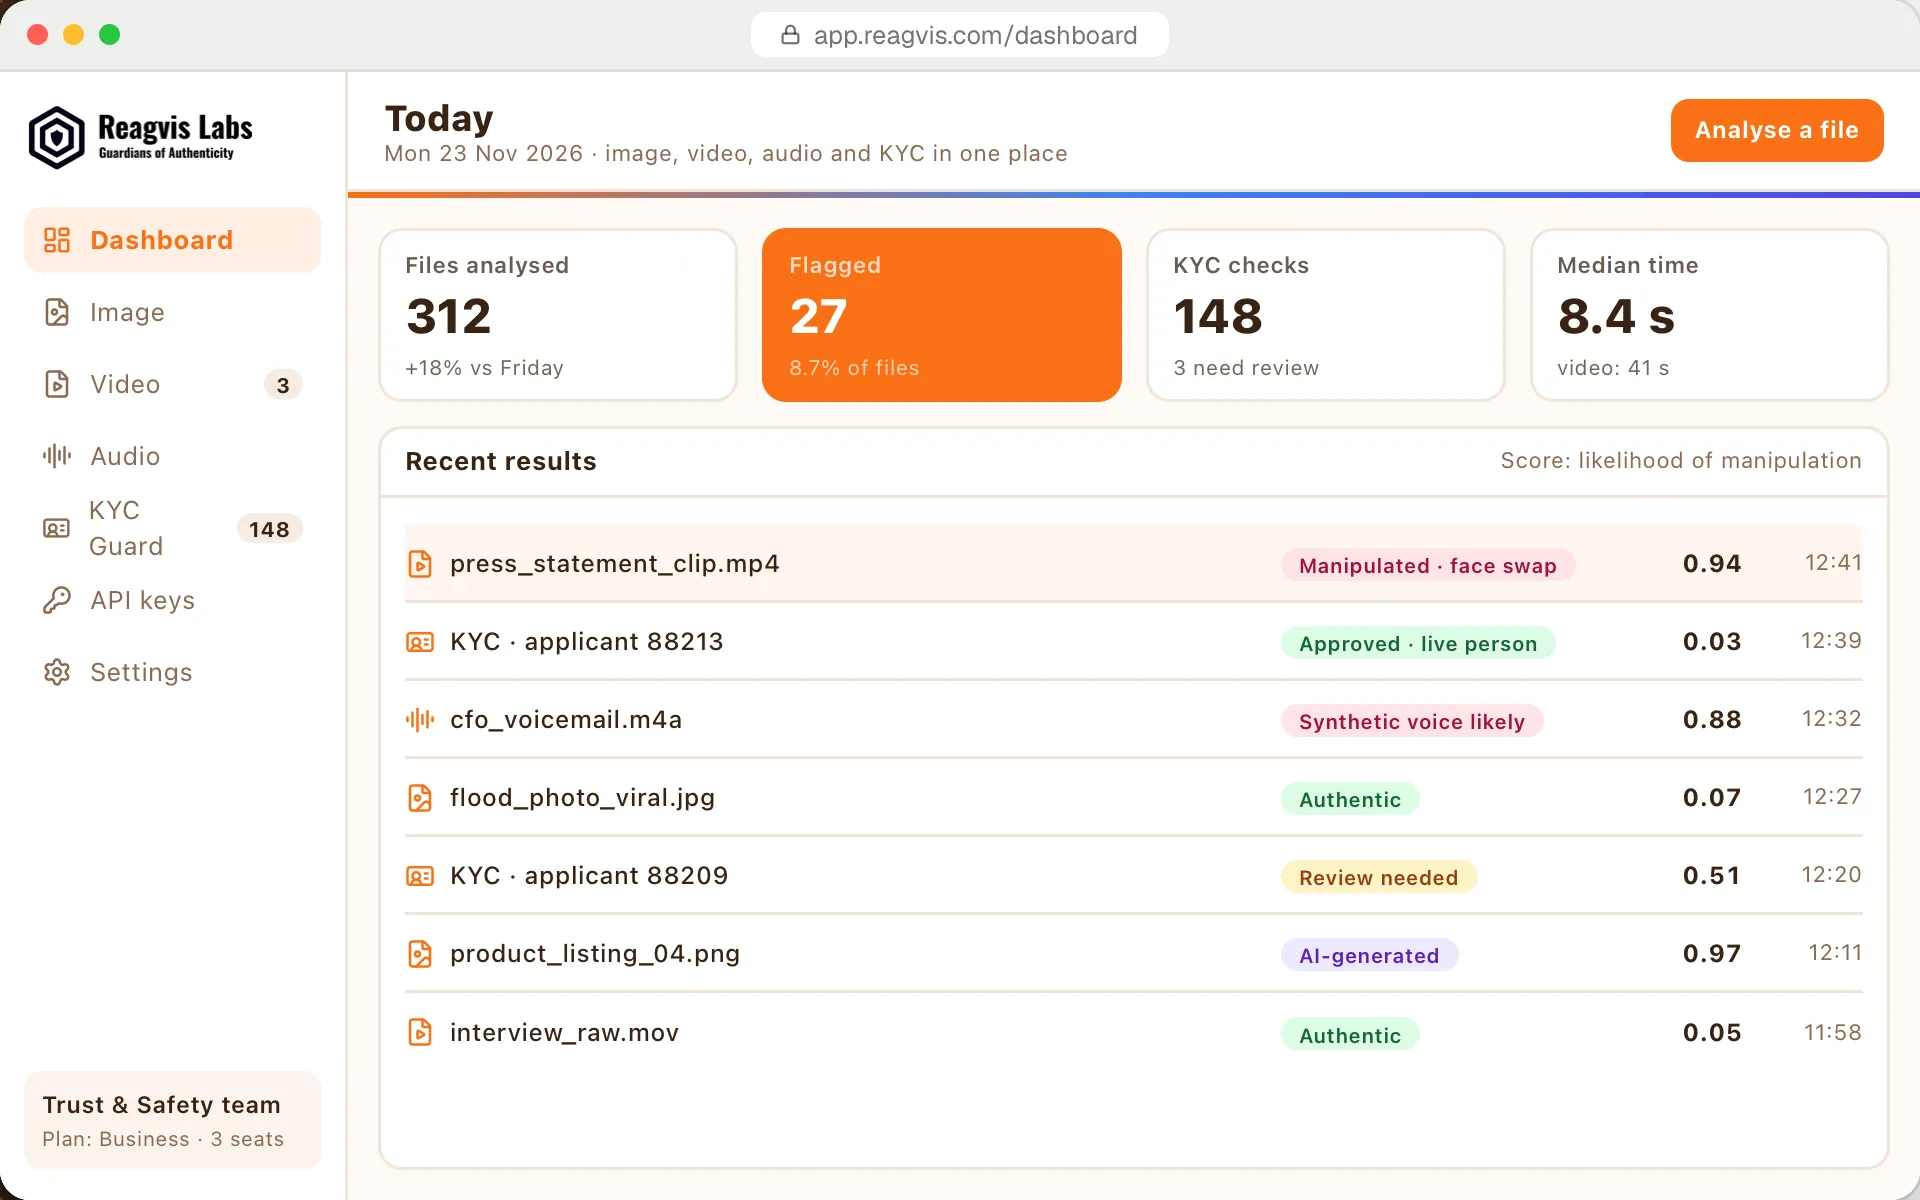 app.reagvis.com/dashboard
Reagvis Labs
Guardians of Authenticity
Dashboard
Image
Video 3
Audio
KYC
Guard
148
API keys
Settings
Trust & Safety team
Plan: Business · 3 seats
Today
Mon 23 Nov 2026 · image, video, audio and KYC in one place
Analyse a file
Files analysed
312
+18% vs Friday
Flagged
27
8.7% of files
KYC checks
148
3 need review
Median time
8.4 s
video: 41 s
Recent results Score: likelihood of manipulation
press_statement_clip.mp4 Manipulated · face swap 0.94 12:41
KYC · applicant 88213 Approved · live person 0.03 12:39
cfo_voicemail.m4a Synthetic voice likely 0.88 12:32
flood_photo_viral.jpg Authentic 0.07 12:27
KYC · applicant 88209 Review needed 0.51 12:20
product_listing_04.png AI-generated 0.97 12:11
interview_raw.mov Authentic 0.05 11:58